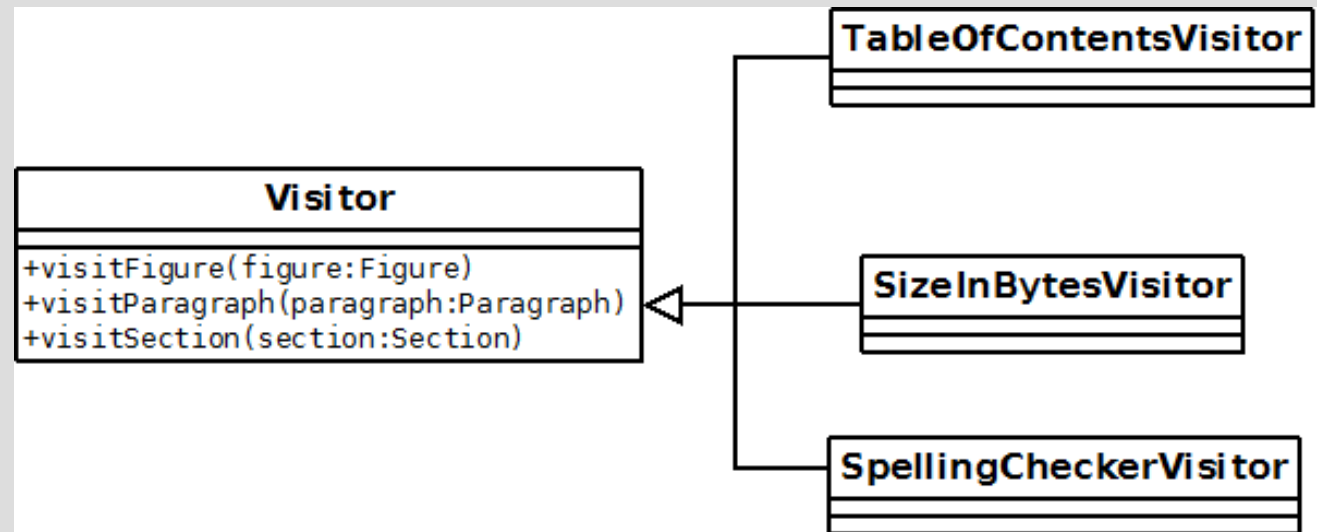 TableOfContentsVisitor
Visitor
+visitFigure(figure:Figure)
+visitParagraph(paragraph:Paragraph)
+visitSection(section:Section)
SizeInBytesVisitor
SpellingCheckerVisitor